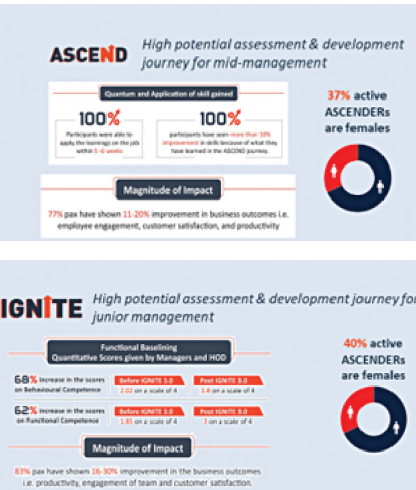 ASCEND
High potential assessment & development
journey for mid-management
Quantum and Application of skill gained
100%
Participants were able to
apply the learnings on the job
within 5-6 weeks
100%
participants have seen more than 10%
improvement in skills because of what they
have learned in the ASCEND journey.
37% active
ASCENDERs
are females
Magnitude of Impact
77% pax have shown 11-20% improvement in business outcomes i.e.
employee engagement, customer satisfaction, and productivity
IGNITE
High potential assessment & development journey for
junior management
Functional Baselining
Quantitative Scores given by Managers and HOD
68% increase in the scores
on Behavioural Competence
Before IGNITE 3.0
2.02 on a scale of 4
Post IGNITE 3.0
3.4 on a scale of 4
62% increase in the scores
on Functional Competence
Before IGNITE 3.0
1.85 on a scale of 4
Post IGNITE 3.0
3 on a scale of 4
40% active
ASCENDERs
are females
Magnitude of Impact
83% pax have shown 16-30% improvement in the business outcomes
i.e. productivity, engagement of team and customer satisfaction.